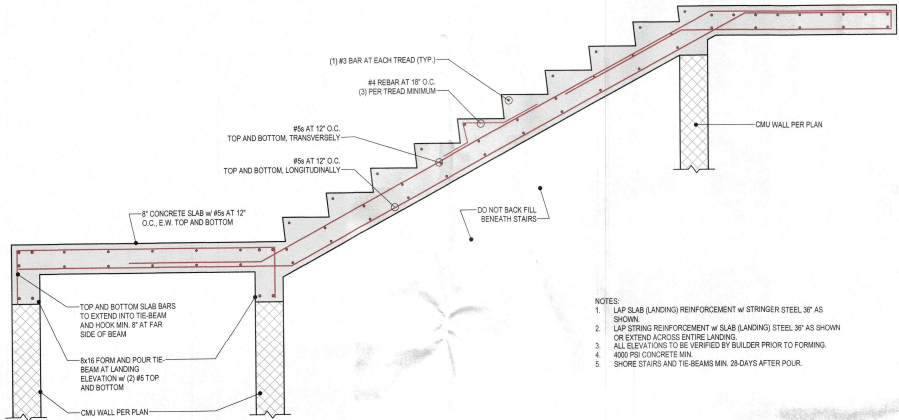 (1) #3 BAR AT EACH TREAD (TYP.)
#4 REBAR AT 18" O.C.
(3) PER TREAD MINIMUM
#5s AT 12" O.C.
TOP AND BOTTOM, TRANSVERSELY
#5s AT 12" O.C.
TOP AND BOTTOM, LONGITUDINALLY
CMU WALL PER PLAN
8" CONCRETE SLAB w/ #5s AT 12"
O.C., E.W. TOP AND BOTTOM
DO NOT BACK FILL
BENEATH STAIRS
TOP AND BOTTOM SLAB BARS
TO EXTEND INTO TIE-BEAM
AND HOOK MIN. 8" AT FAR
SIDE OF BEAM
8x16 FORM AND POUR TIE-
BEAM AT LANDING
ELEVATION w/ (2) #5 TOP
AND BOTTOM
CMU WALL PER PLAN
NOTES:
1. LAP SLAB (LANDING) REINFORCEMENT w/ STRINGER STEEL 36" AS
SHOWN.
2. LAP STRING REINFORCEMENT w/ SLAB (LANDING) STEEL 36" AS SHOWN
OR EXTEND ACROSS ENTIRE LANDING.
3. ALL ELEVATIONS TO BE VERIFIED BY BUILDER PRIOR TO FORMING.
4. 4000 PSI CONCRETE MIN.
5. SHORE STAIRS AND TIE-BEAMS MIN. 28-DAYS AFTER POUR.